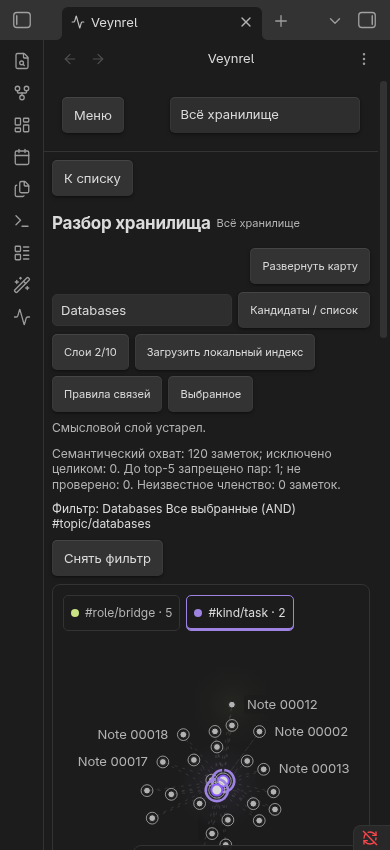 Veynrel
Veynrel
Меню
Всё хранилище
К списку
Разбор хранилища Всё хранилище
Развернуть карту
Databases
Кандидаты / список
Слои 2/10
Загрузить локальный индекс
Правила связей
Выбранное
Смысловой слой устарел.
Семантический охват: 120 заметок; исключено
целиком: 0. До top-5 запрещено пар: 1; не
проверено: 0. Неизвестное членство: 0 заметок.
Фильтр: Databases Все выбранные (AND)
#topic/databases
Снять фильтр
#role/bridge · 5
#kind/task · 2
Note 00012
Note 00018
Note 00002
Note 00017
Note 00013